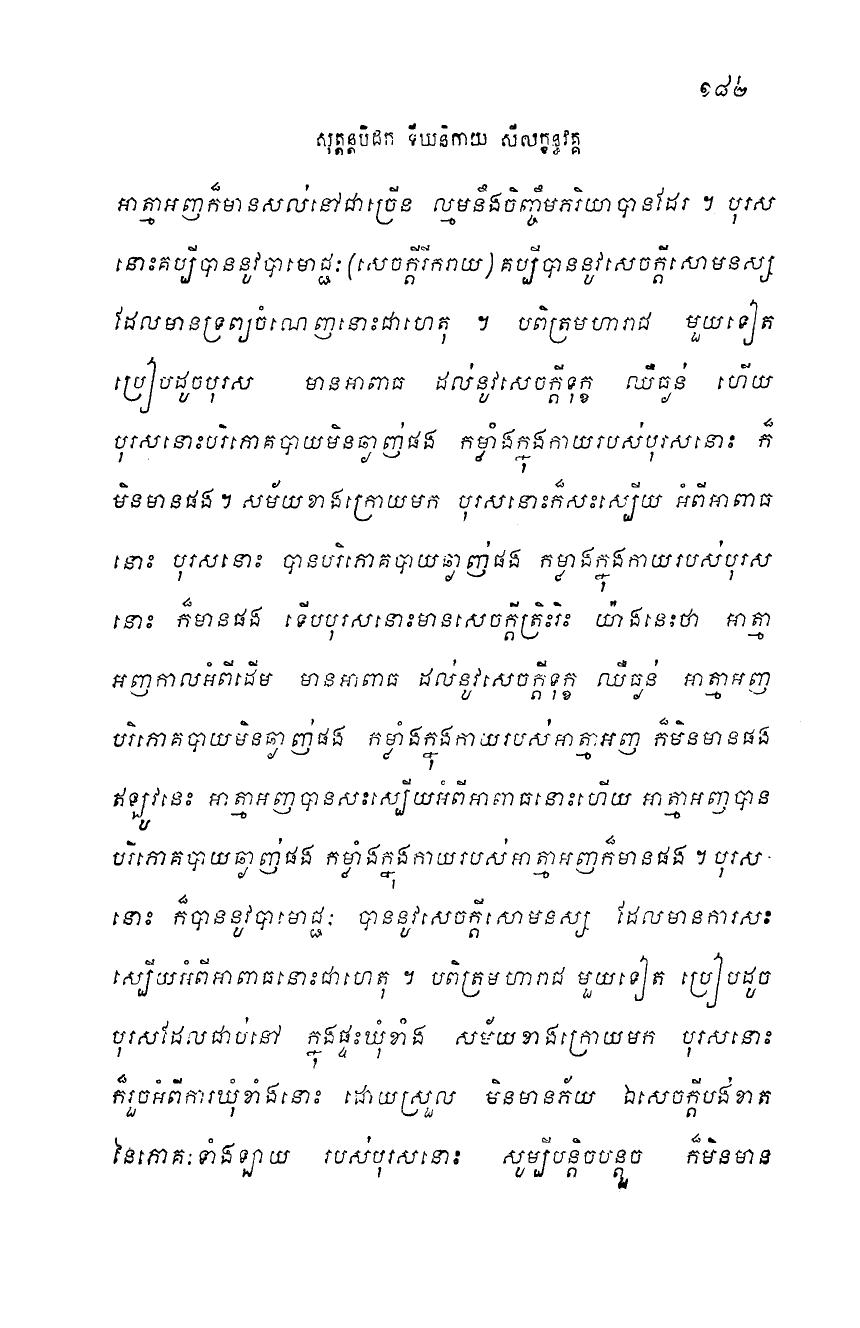 ១៨២
សុត្តន្តបិដក ទីឃនិកាយ សីលក្ខន្ធវគ្គ
អាត្មាអញក៏មានសល់នៅជាច្រើន ល្មមនឹងចិញ្ចឹមភរិយាបានដែរ ។ បុរស
នោះគប្បីបាននូវបាមោជ្ជៈ (សេចក្តីរីករាយ) គប្បីបាននូវសេចក្តីសោមនស្ស
ដែលមានទ្រព្យចំណេញនោះជាហេតុ ។ បពិត្រមហារាជ មួយទៀត
ប្រៀបដូចបុរស មានអាពាធ ដល់នូវសេចក្តីទុក្ខ ឈឺធ្ងន់ ហើយ
បុរសនោះបរិភោគបាយមិនឆ្ងាញ់ផង កម្លាំងក្នុងកាយរបស់បុរសនោះ ក៏
មិនមានផង ។ សម័យខាងក្រោយមក បុរសនោះក៏សះស្បើយ អំពីអាពាធ
នោះ បុរសនោះ បានបរិភោគបាយឆ្ងាញ់ផង កម្លាងក្នុងកាយរបស់បុរស
នោះ ក៏មានផង ទើបបុរសនោះមានសេចក្តីត្រិះរិះ យ៉ាងនេះថា អាត្មា
អញកាលអំពីដើម មានអាពាធ ដល់នូវសេចក្តីទុក្ខ ឈឺធ្ងន់ អាត្មាអញ
បរិភោគបាយមិនឆ្ងាញ់ផង កម្លាំងក្នុងកាយរបស់អាត្មាអញ ក៏មិនមានផង
ឥឡូវនេះ អាត្មាអញបានសះស្បើយអំពីអាពាធនោះហើយ អាត្មាអញបាន
បរិភោគបាយឆ្ងាញ់ផង កម្លាំងក្នុងកាយរបស់អាត្មាអញក៏មានផង ។ បុរស
នោះ ក៏បាននូវបាមោជ្ជៈ បាននូវសេចក្តីសោមនស្ស ដែលមានការសះ
ស្បើយអំពីអាពាធនោះជាហេតុ ។ បពិត្រមហារាជ មួយទៀត ប្រៀបដូច
បុរសដែលជាប់នៅ ក្នុងផ្ទះឃុំខាំង សម័យខាងក្រោយមក បុរសនោះ
ក៏រួចអំពីការឃុំខាំងនោះ ដោយស្រួល មិនមានភ័យ ឯសេចក្តីបង់ខាត
នៃភោគៈទាំងឡាយ របស់បុរសនោះ សូម្បីបន្តិចបន្តួច ក៏មិនមាន